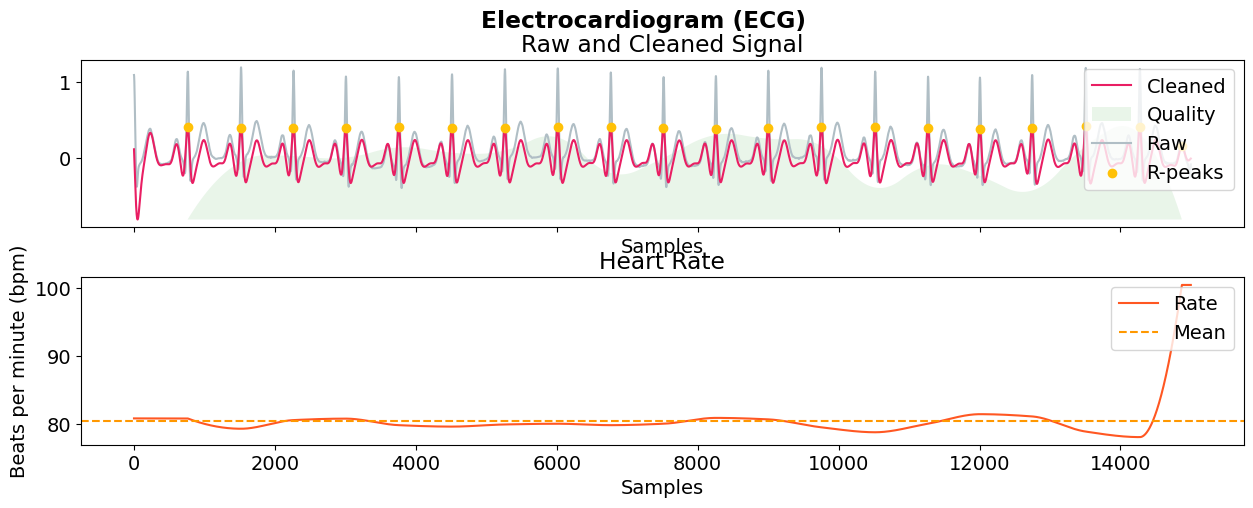 Electrocardiogram (ECG)
Raw and Cleaned Signal
1
0
Cleaned
Quality
Raw
R-peaks
Samples
Heart Rate
Beats per minute (bpm)
100
90
80
Rate
Mean
0 2000 4000 6000 8000 10000 12000 14000
Samples